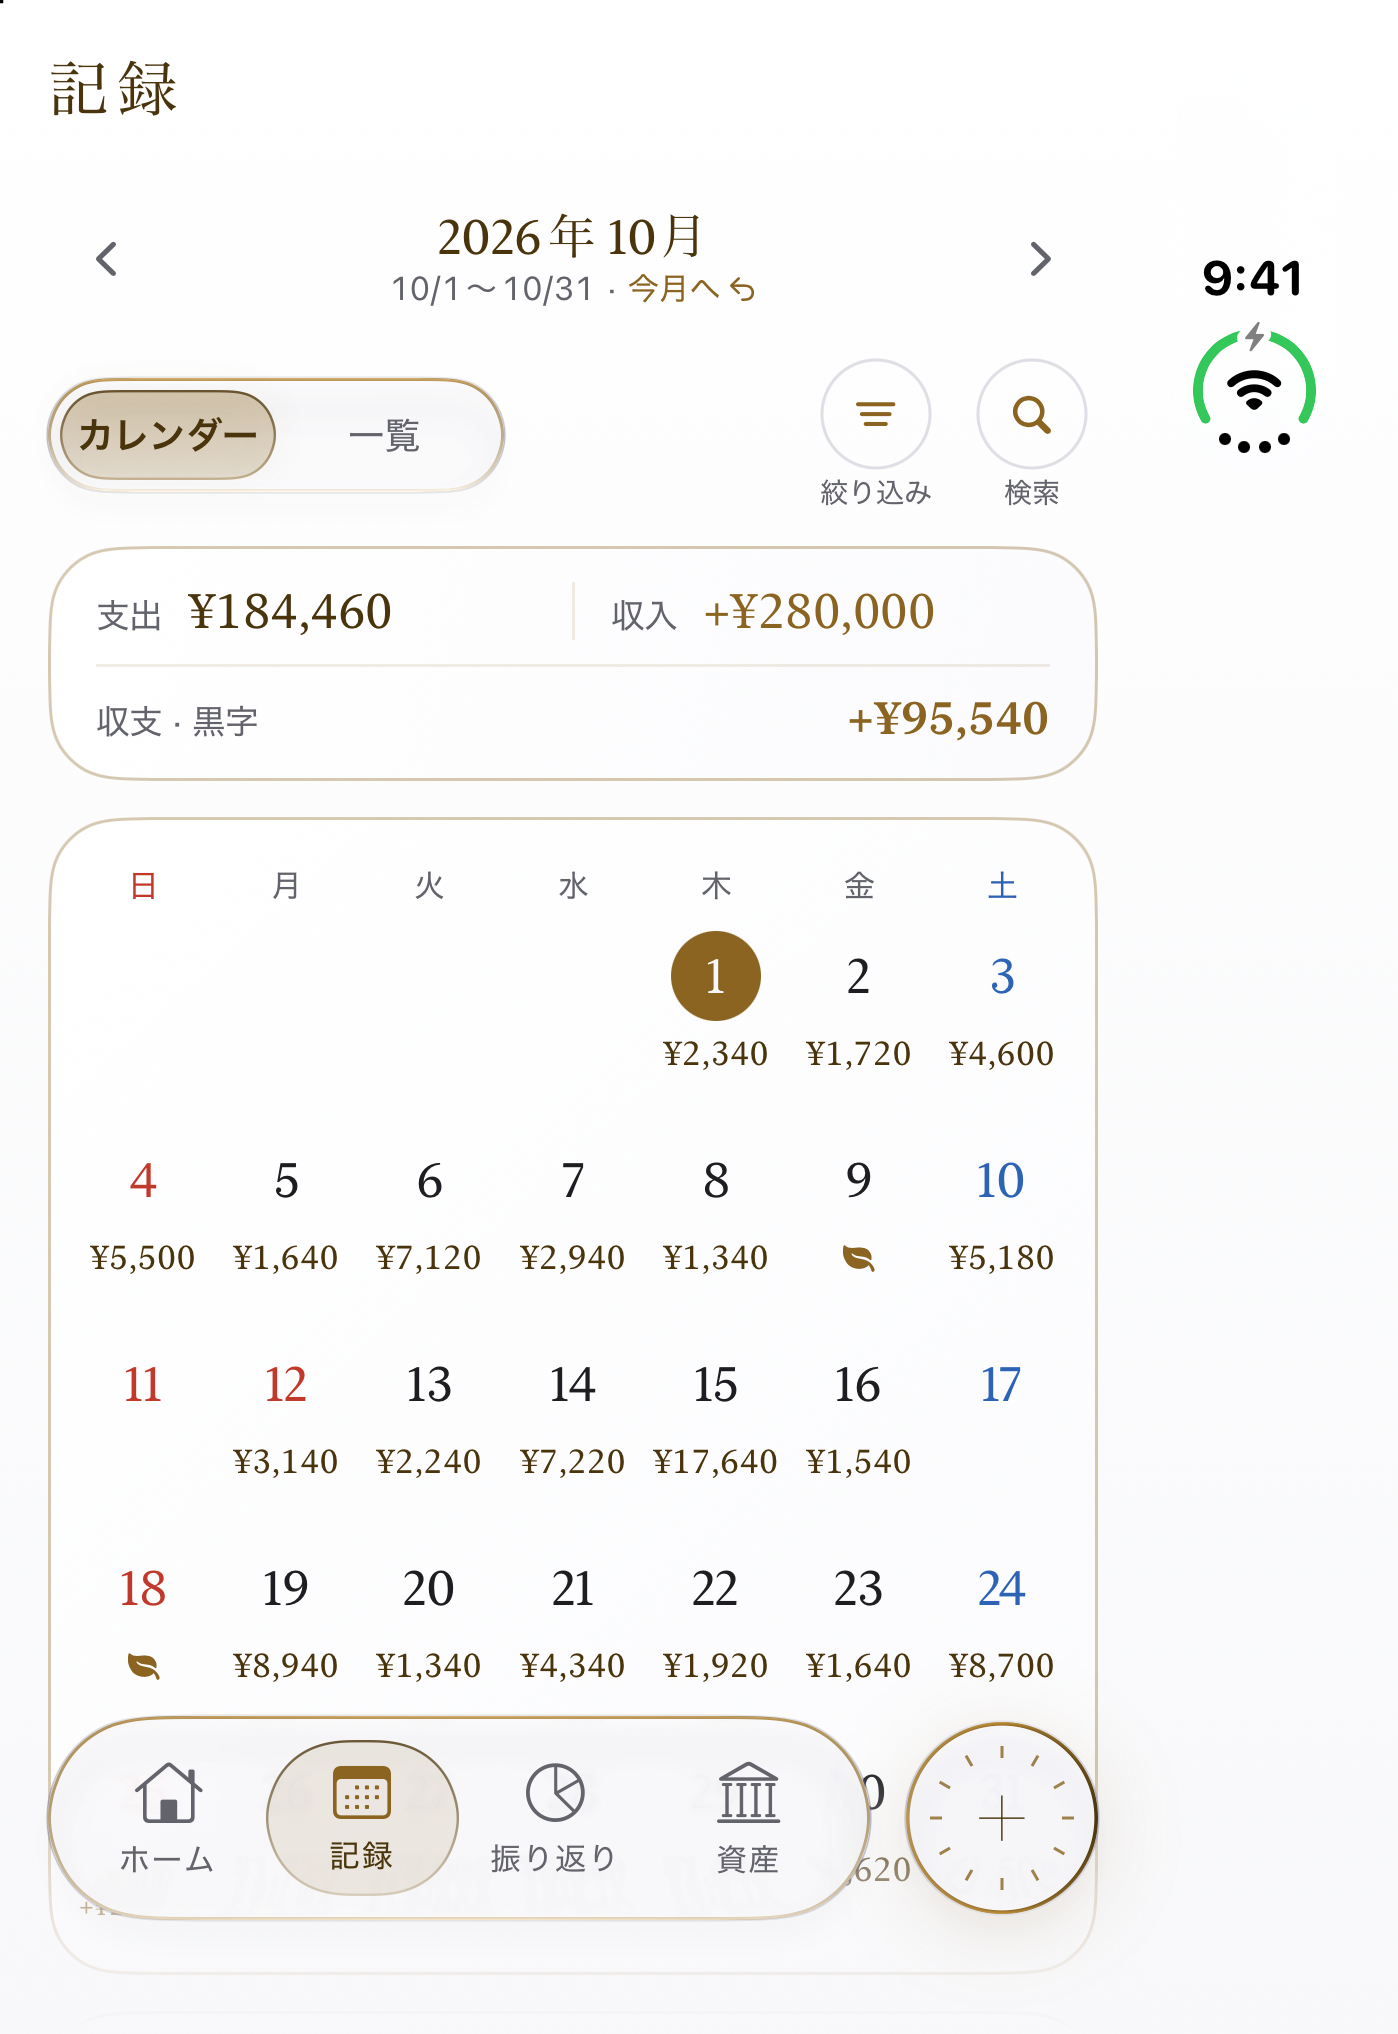 記録
2026年10月
10/1〜10/31 · 今月へ
9:41
カレンダー 一覧
絞り込み 検索
支出 ¥184,460 収入 +¥280,000
収支 · 黒字 +¥95,540
日 月 火 水 木 金 土
1 2 3
¥2,340 ¥1,720 ¥4,600
4 5 6 7 8 9 10
¥5,500 ¥1,640 ¥7,120 ¥2,940 ¥1,340 ¥5,180
11 12 13 14 15 16 17
¥3,140 ¥2,240 ¥7,220 ¥17,640 ¥1,540
18 19 20 21 22 23 24
¥8,940 ¥1,340 ¥4,340 ¥1,920 ¥1,640 ¥8,700
ホーム 記録 振り返り 資産